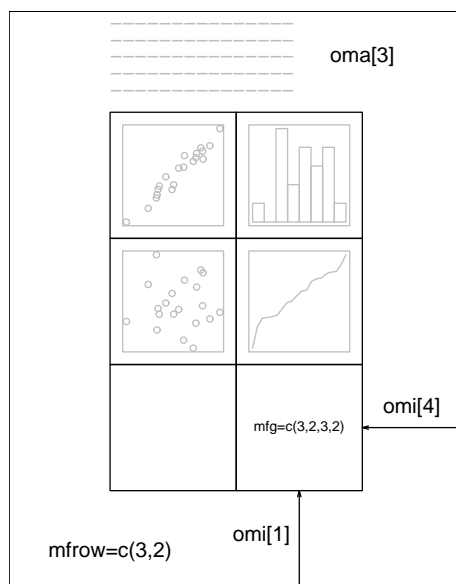 oma[3]
omi[4]
mfg=c(3,2,3,2)
omi[1]
mfrow=c(3,2)